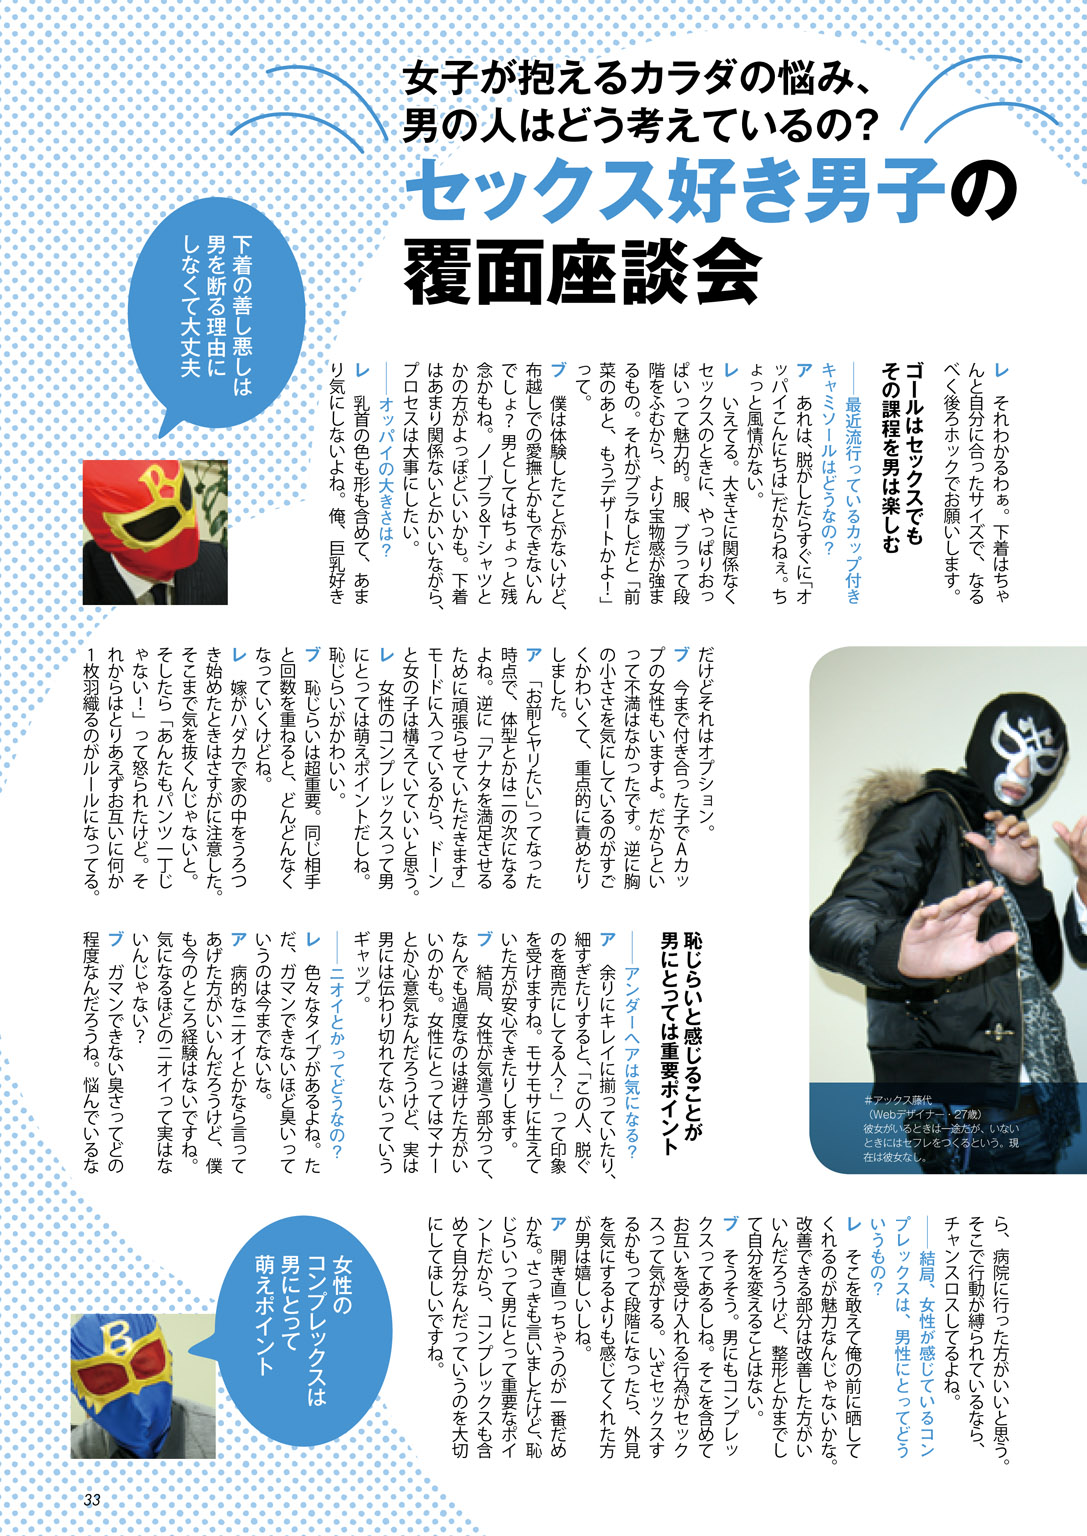 女子が抱えるカラダの悩み、
男の人はどう考えているの？
セックス好き男子の
覆面座談会
下着の善し悪しは
男を断る理由に
しなくて大丈夫
レ　それわかるわぁ。下着はちゃ
んと自分に合ったサイズで、なる
べく後ろホックでお願いします。
ゴールはセックスでも
その課程を男は楽しむ
――最近流行っているカップ付き
キャミソールはどうなの？
ア　あれは、脱がしたらすぐに「オ
ッパイこんにちは」だからねぇ。ち
ょっと風情がない。
レ　いえてる。大きさに関係なく
セックスのときに、やっぱりおっ
ぱいって魅力的。服、ブラって段
階をふむから、より宝物感が強ま
るもの。それがブラなしだと「前
菜のあと、もうデザートかよ！」
って。
ブ　僕は体験したことがないけど、
布越しでの愛撫とかもできないん
でしょ？ 男としてはちょっと残
念かもね。ノーブラ&Tシャツと
かの方がよっぽどいいかも。下着
はあまり関係ないとかいいながら、
プロセスは大事にしたい。
――オッパイの大きさは？
レ　乳首の色も形も含めて、あま
り気にしないよね。俺、巨乳好き
だけどそれはオプション。
ブ　今まで付き合った子でAカッ
プの女性もいますよ。だからとい
って不満はなかったです。逆に胸
の小ささを気にしているのがすご
くかわいくて、重点的に責めたり
しました。
ア　「お前とヤリたい」ってなった
時点で、体型とかは二の次になる
よね。逆に「アナタを満足させる
ために頑張らせていただきます」
モードに入っているから、ドーン
と女の子は構えていていいと思う。
レ　女性のコンプレックスって男
にとっては萌えポイントだしね。
恥じらいがかわいい。
ブ　恥じらいは超重要。同じ相手
と回数を重ねると、どんどんなく
なっていくけどね。
レ　嫁がハダカで家の中をうろつ
き始めたときはさすがに注意した。
そこまで気を抜くんじゃないと。
そしたら「あんたもパンツ一丁じ
ゃない！」って怒られたけど。そ
れからはとりあえずお互いに何か
１枚羽織るのがルールになってる。
＃アックス藤代
（Webデザイナー・27歳）
彼女がいるときは一途だが、いない
ときにはセフレをつくるという。現
在は彼女なし。
恥じらいと感じることが
男にとっては重要ポイント
――アンダーヘアは気になる？
ア　余りにキレイに揃っていたり、
細すぎたりすると、「この人、脱ぐ
のを商売にしてる人？」って印象
を受けますね。モサモサに生えて
いた方が安心できたりします。
ブ　結局、女性が気遣う部分って、
なんでも過度なのは避けた方がい
いのかも。女性にとってはマナー
とか心意気なんだろうけど、実は
男には伝わり切れてないっていう
ギャップ。
――ニオイとかってどうなの？
レ　色々なタイプがあるよね。た
だ、ガマンできないほど臭いって
いうのは今までないな。
ア　病的なニオイとかなら言って
あげた方がいいんだろうけど、僕
も今のところ経験はないですね。
気になるほどのニオイって実はな
いんじゃない？
ブ　ガマンできない臭さってどの
程度なんだろうね。悩んでいるな
ら、病院に行った方がいいと思う。
そこで行動が縛られているなら、
チャンスロスしてるよね。
――結局、女性が感じているコン
プレックスは、男性にとってどう
いうもの？
レ　そこを敢えて俺の前に晒して
くれるのが魅力なんじゃないかな。
改善できる部分は改善した方がい
いんだろうけど、整形とかまでし
て自分を変えることはない。
ブ　そうそう。男にもコンプレッ
クスってあるしね。そこを含めて
お互いを受け入れる行為がセック
スって気がする。いざセックスす
るかもって段階になったら、外見
を気にするよりも感じてくれた方
が男は嬉しいしね。
ア　開き直っちゃうのが一番だめ
かな。さっきも言いましたけど、恥
じらいって男にとって重要なポイ
ントだから、コンプレックスも含
めて自分なんだっていうのを大切
にしてほしいですね。
女性の
コンプレックスは
男にとって
萌えポイント
33